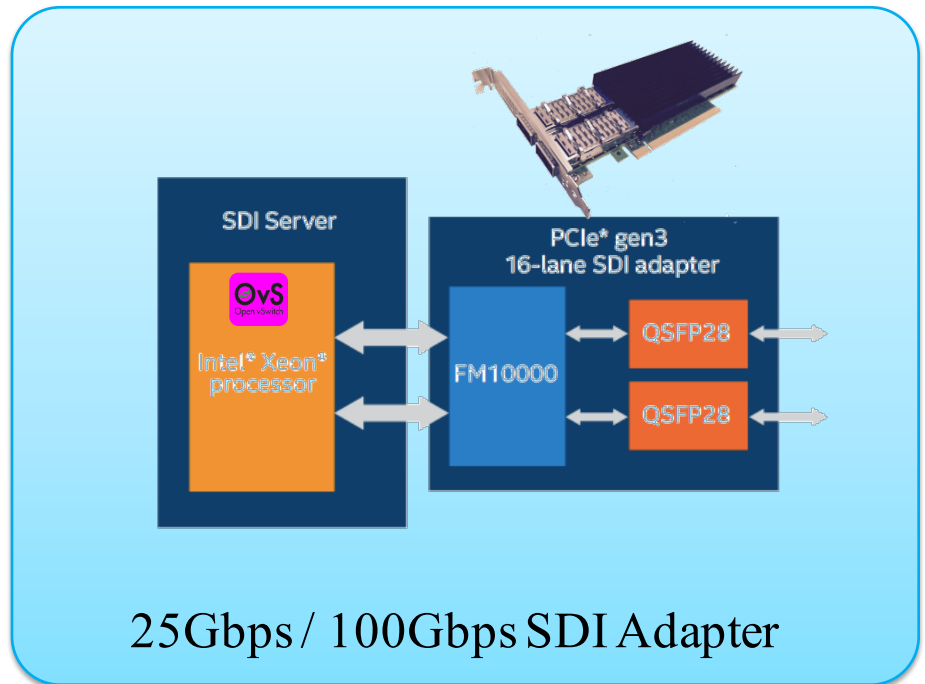 SDI Server
OvS
Open vSwitch
Intel* Xeon*
processor
PCIe* gen3
16-lane SDI adapter
FM10000
QSFP28
QSFP28
25Gbps / 100Gbps SDI Adapter